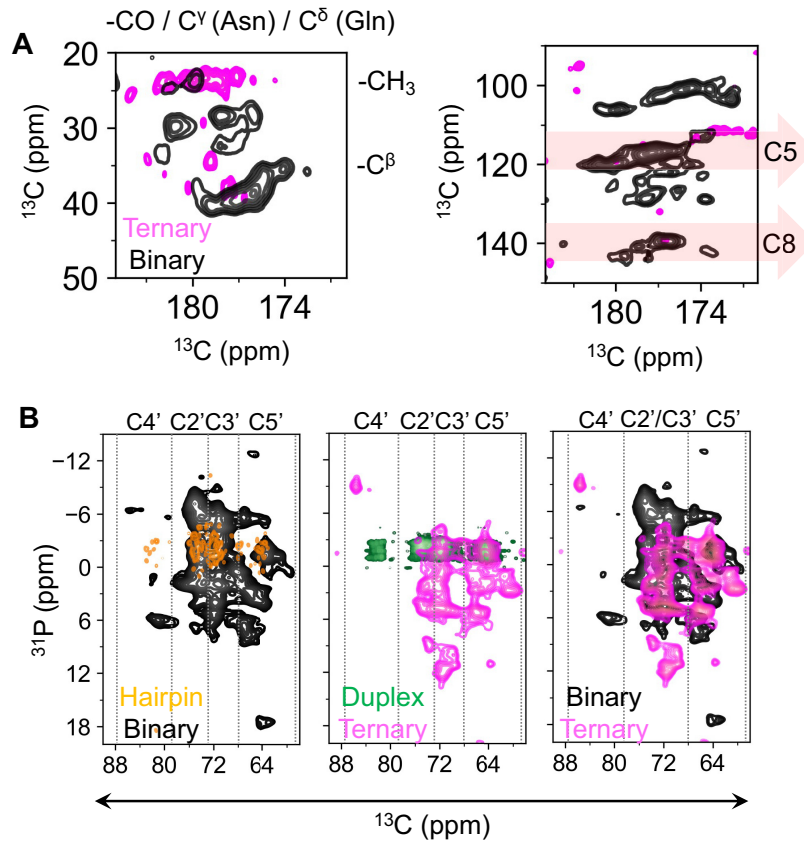 -CO / Cᵞ (Asn) / Cᵟ (Gln)
A
20
30
40
50
¹³C (ppm)
-CH₃
-Cᵝ
Ternary
Binary
180
174
¹³C (ppm)
100
120
140
¹³C (ppm)
C5
C8
180
174
¹³C (ppm)
B
C4’ C2’C3’ C5’
C4’ C2’C3’ C5’
C4’ C2’/C3’ C5’
−12
−6
0
6
12
18
³¹P (ppm)
Hairpin
Binary
Duplex
Ternary
Binary
Ternary
88 80 72 64
88 80 72 64
88 80 72 64
¹³C (ppm)